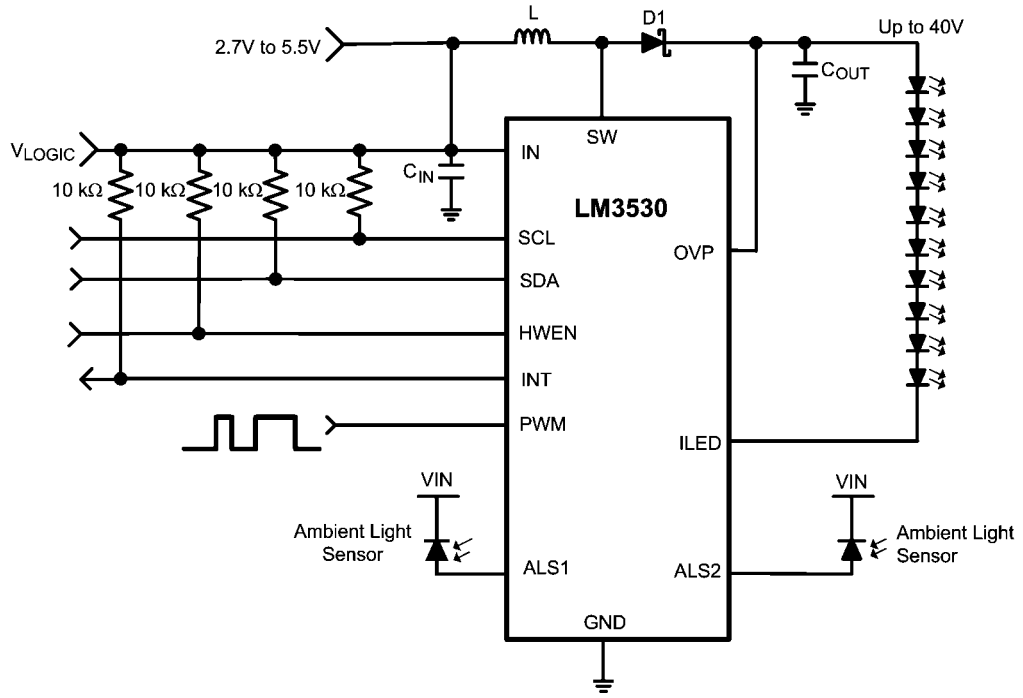 L
D1
2.7V to 5.5V
Up to 40V
COUT
SW
VLOGIC
IN
CIN
10 kΩ
10 kΩ
10 kΩ
10 kΩ
LM3530
SCL
OVP
SDA
HWEN
INT
PWM
ILED
VIN
VIN
Ambient Light
Sensor
Ambient Light
Sensor
ALS1
ALS2
GND